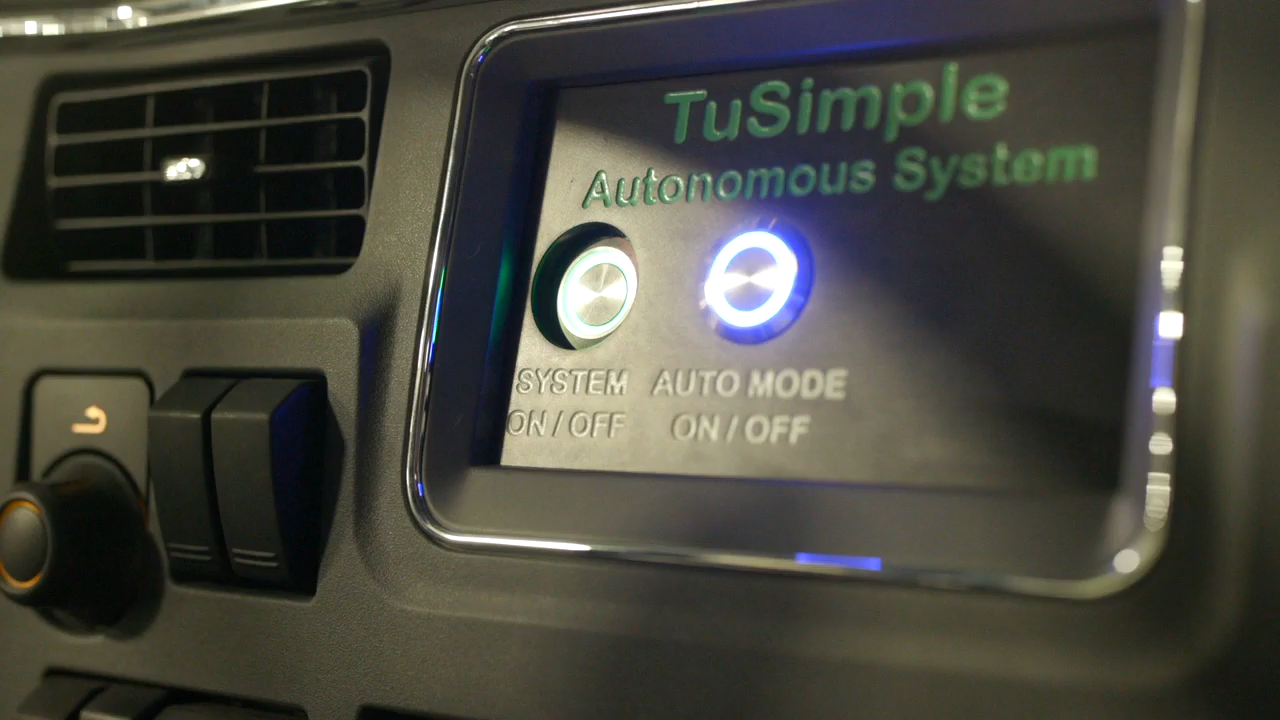 TuSimple
Autonomous System
SYSTEM AUTO MODE
ON / OFF ON / OFF